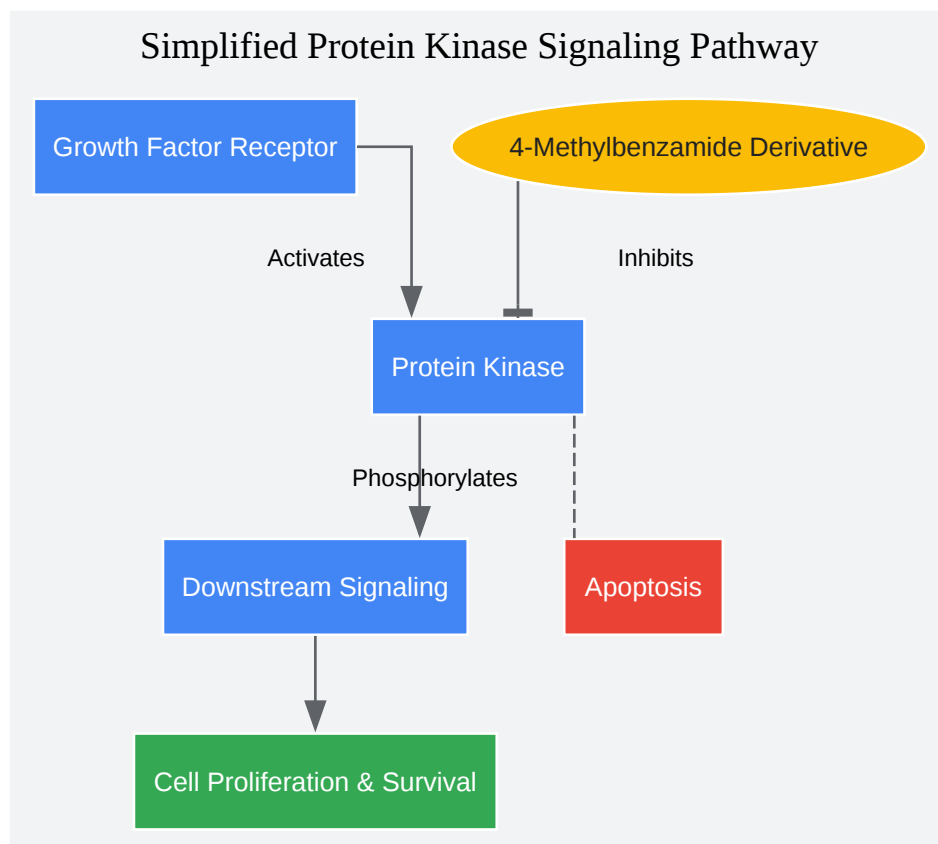 Simplified Protein Kinase Signaling Pathway
Growth Factor Receptor
4-Methylbenzamide Derivative
Activates
Inhibits
Protein Kinase
Phosphorylates
Downstream Signaling
Apoptosis
Cell Proliferation & Survival